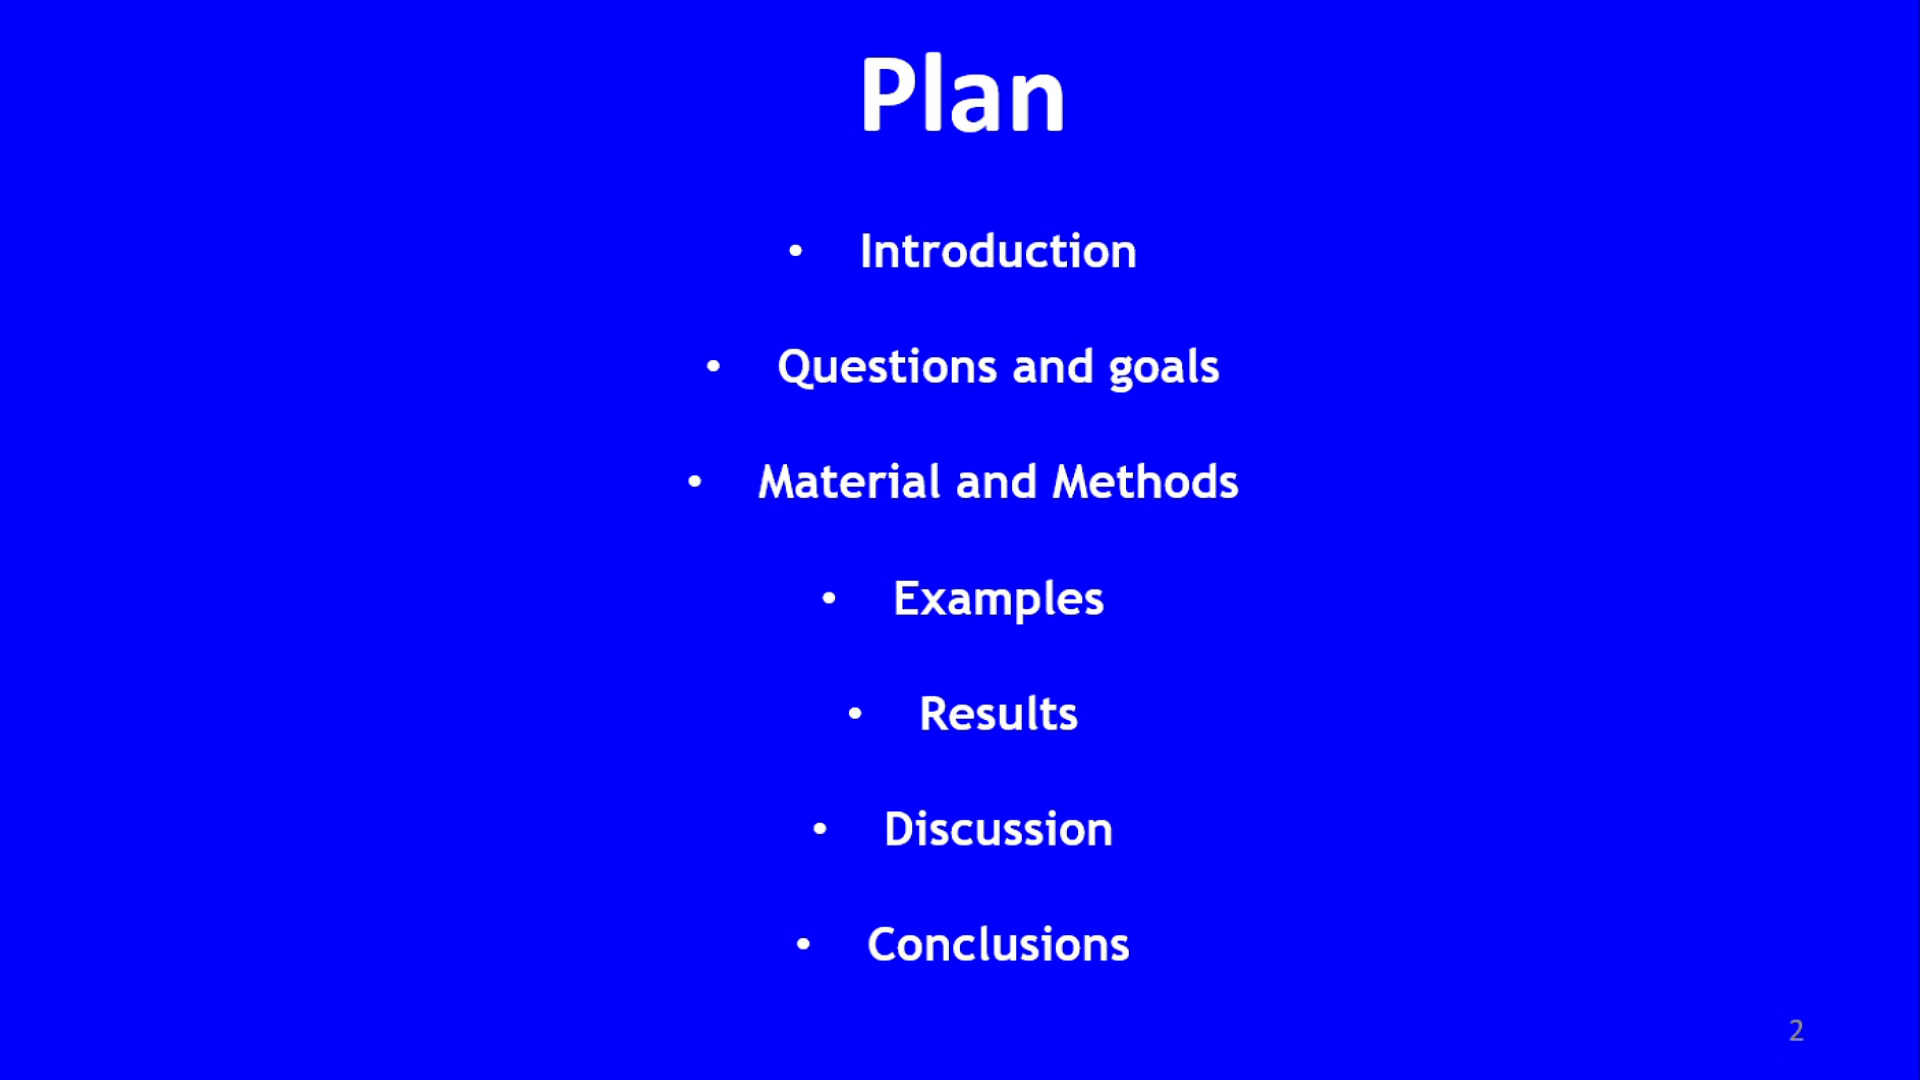 Plan
• Introduction
• Questions and goals
• Material and Methods
• Examples
• Results
• Discussion
• Conclusions
2